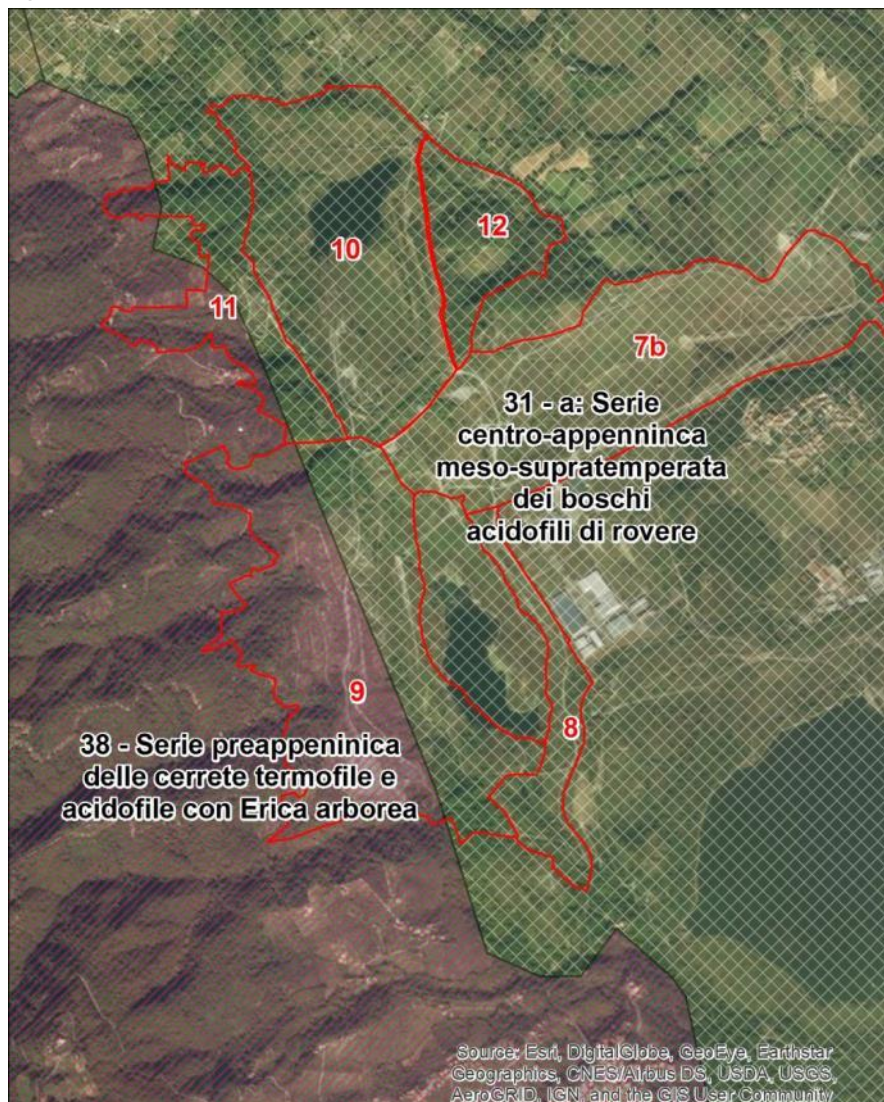 12
10
11
7b
31 - a: Serie
centro-appenninca
meso-supratemperata
dei boschi
acidofili di rovere
9
8
38 - Serie preappeninica
delle cerrete termofile e
acidofile con Erica arborea
Source: Esri, DigitalGlobe, GeoEye, Earthstar
Geographics, CNES/Airbus DS, USDA, USGS,
AeroGRID, IGN, and the GIS User Community